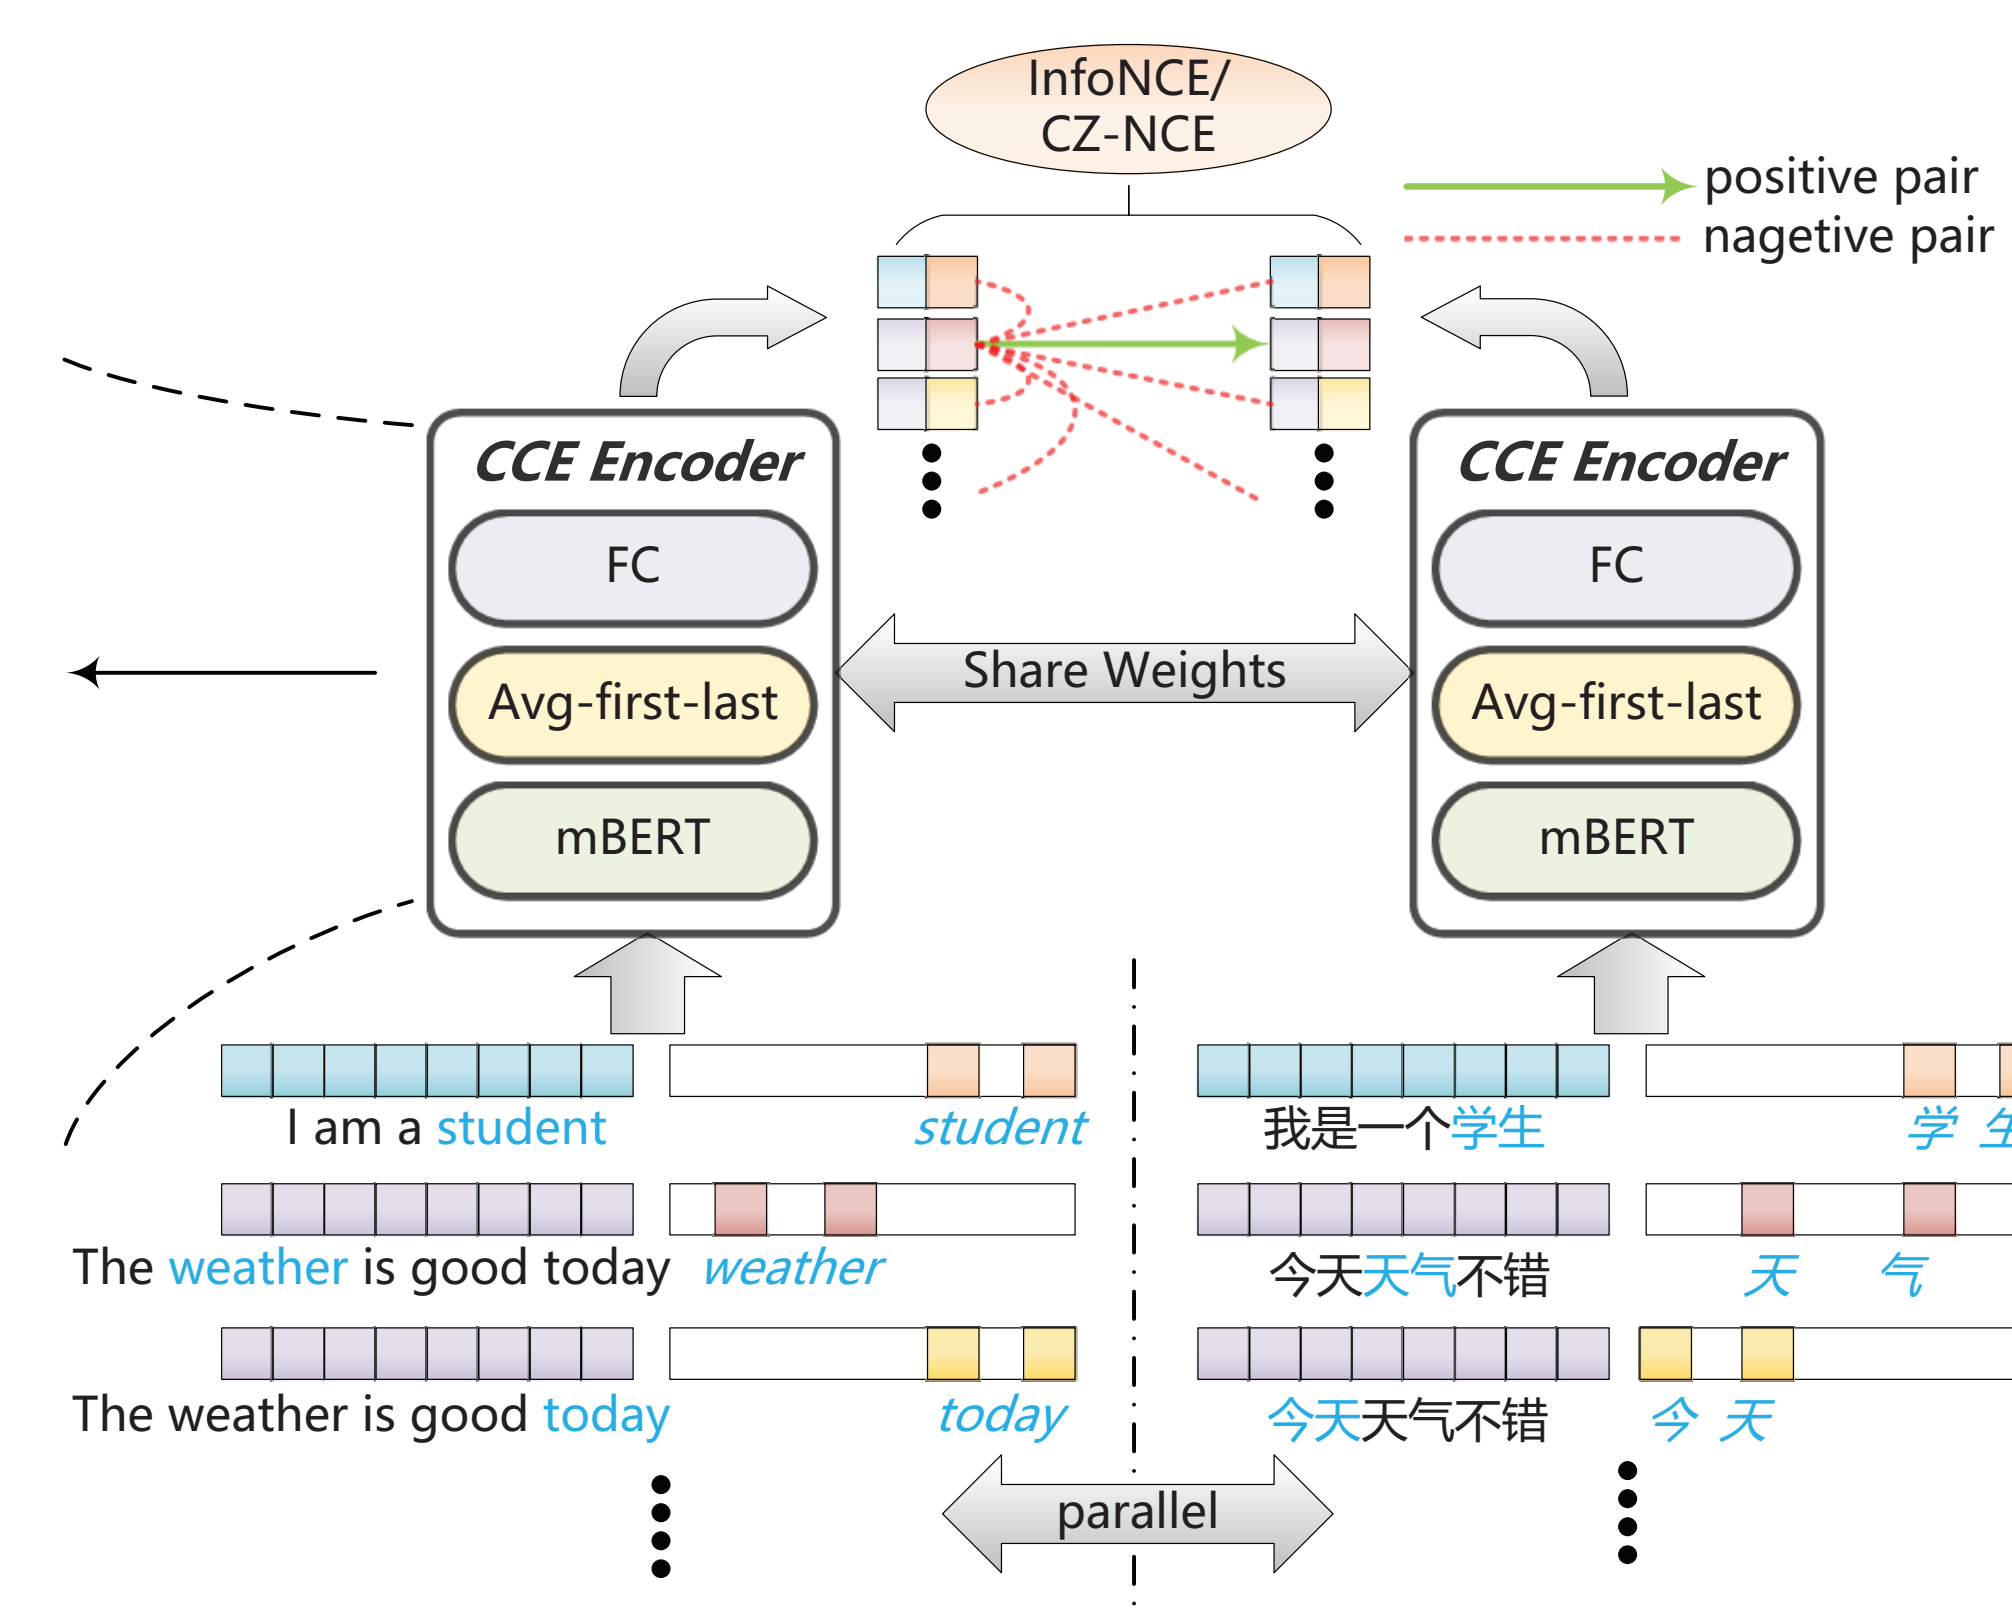 InfoNCE/
CZ-NCE
positive pair
nagetive pair
CCE Encoder
FC
Avg-first-last
mBERT
Share Weights
CCE Encoder
FC
Avg-first-last
mBERT
I am a student
student
The weather is good today
weather
The weather is good today
today
我是一个学生
学 生
今天天气不错
天 气
今天天气不错
今 天
parallel